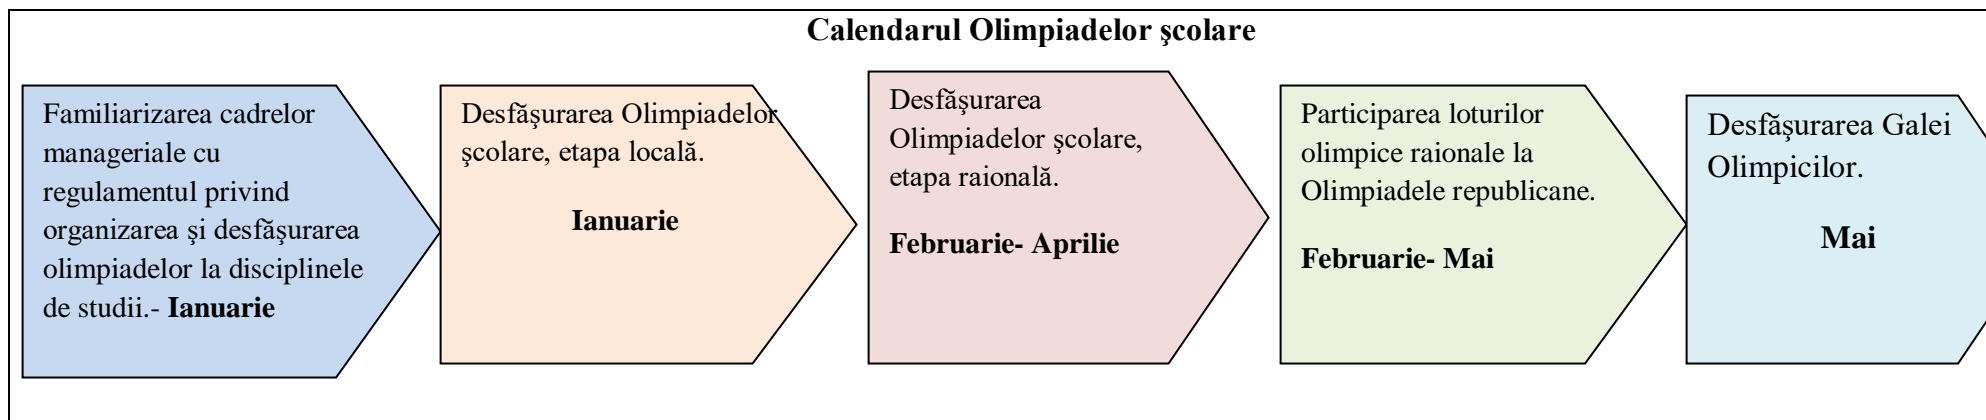 Calendarul Olimpiadelor şcolare
Familiarizarea cadrelor
manageriale cu
regulamentul privind
organizarea şi desfăşurarea
olimpiadelor la disciplinele
de studii.- Ianuarie
Desfăşurarea Olimpiadelor
şcolare, etapa locală.
Ianuarie
Desfăşurarea
Olimpiadelor şcolare,
etapa raională.
Februarie- Aprilie
Participarea loturilor
olimpice raionale la
Olimpiadele republicane.
Februarie- Mai
Desfăşurarea Galei
Olimpicilor.
Mai